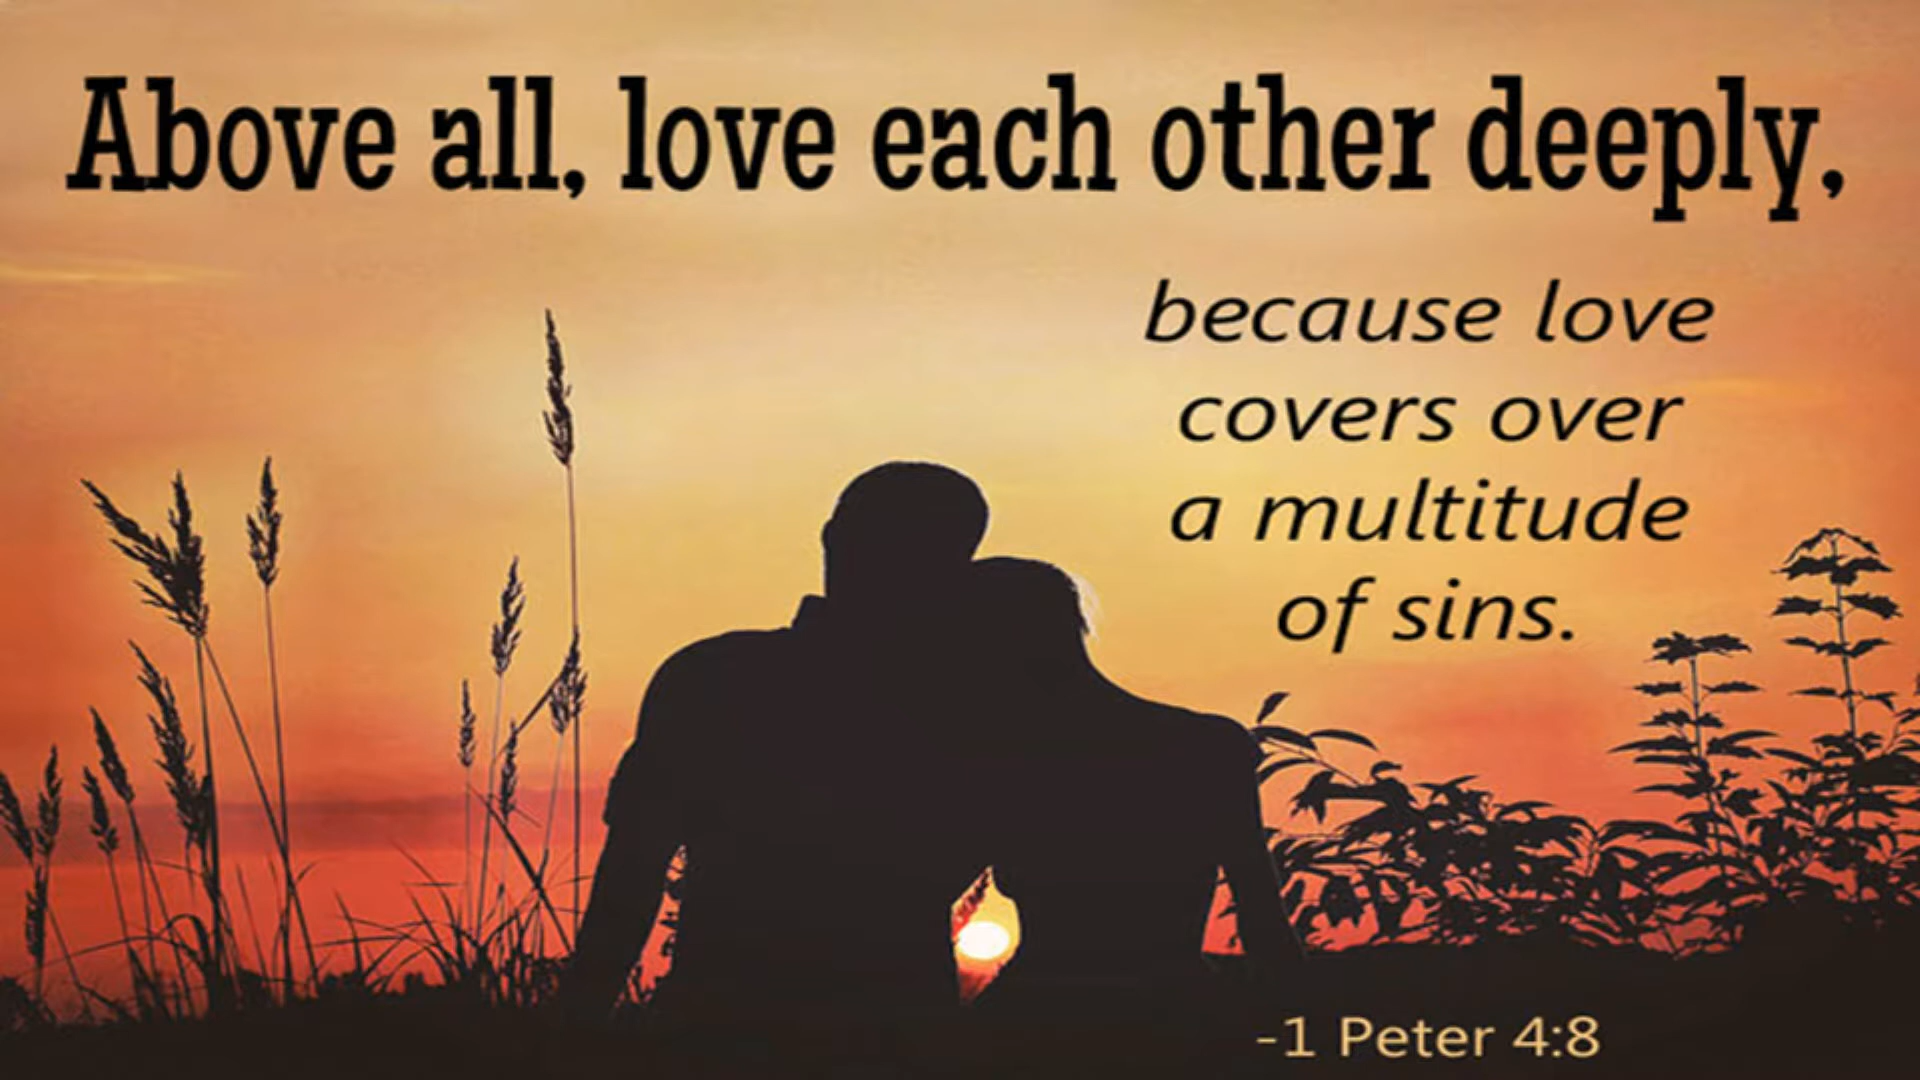 Above all, love each other deeply,
because love
covers over
a multitude
of sins.
-1 Peter 4:8